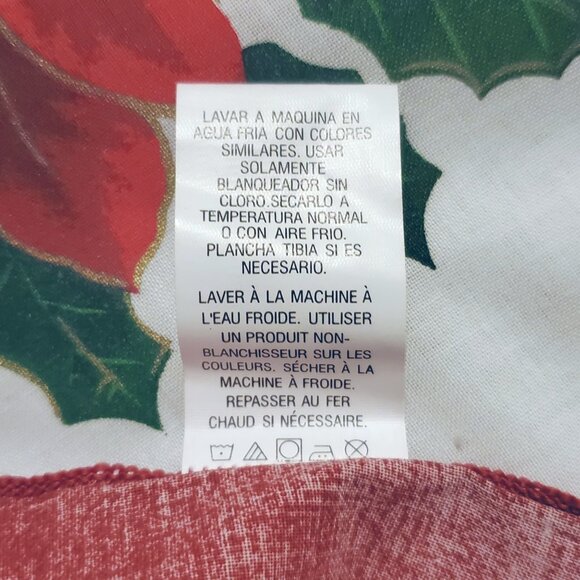 LAVAR A MAQUINA EN
AGUA FRIA CON COLORES
SIMILARES. USAR
SOLAMENTE
BLANQUEADOR SIN
CLORO.SECARLO A
TEMPERATURA NORMAL
O CON AIRE FRIO.
PLANCHA TIBIA SI ES
NECESARIO.
LAVER À LA MACHINE À
L'EAU FROIDE. UTILISER
UN PRODUIT NON-
BLANCHISSEUR SUR LES
COULEURS. SÉCHER À LA
MACHINE À FROIDE.
REPASSER AU FER
CHAUD SI NÉCESSAIRE.